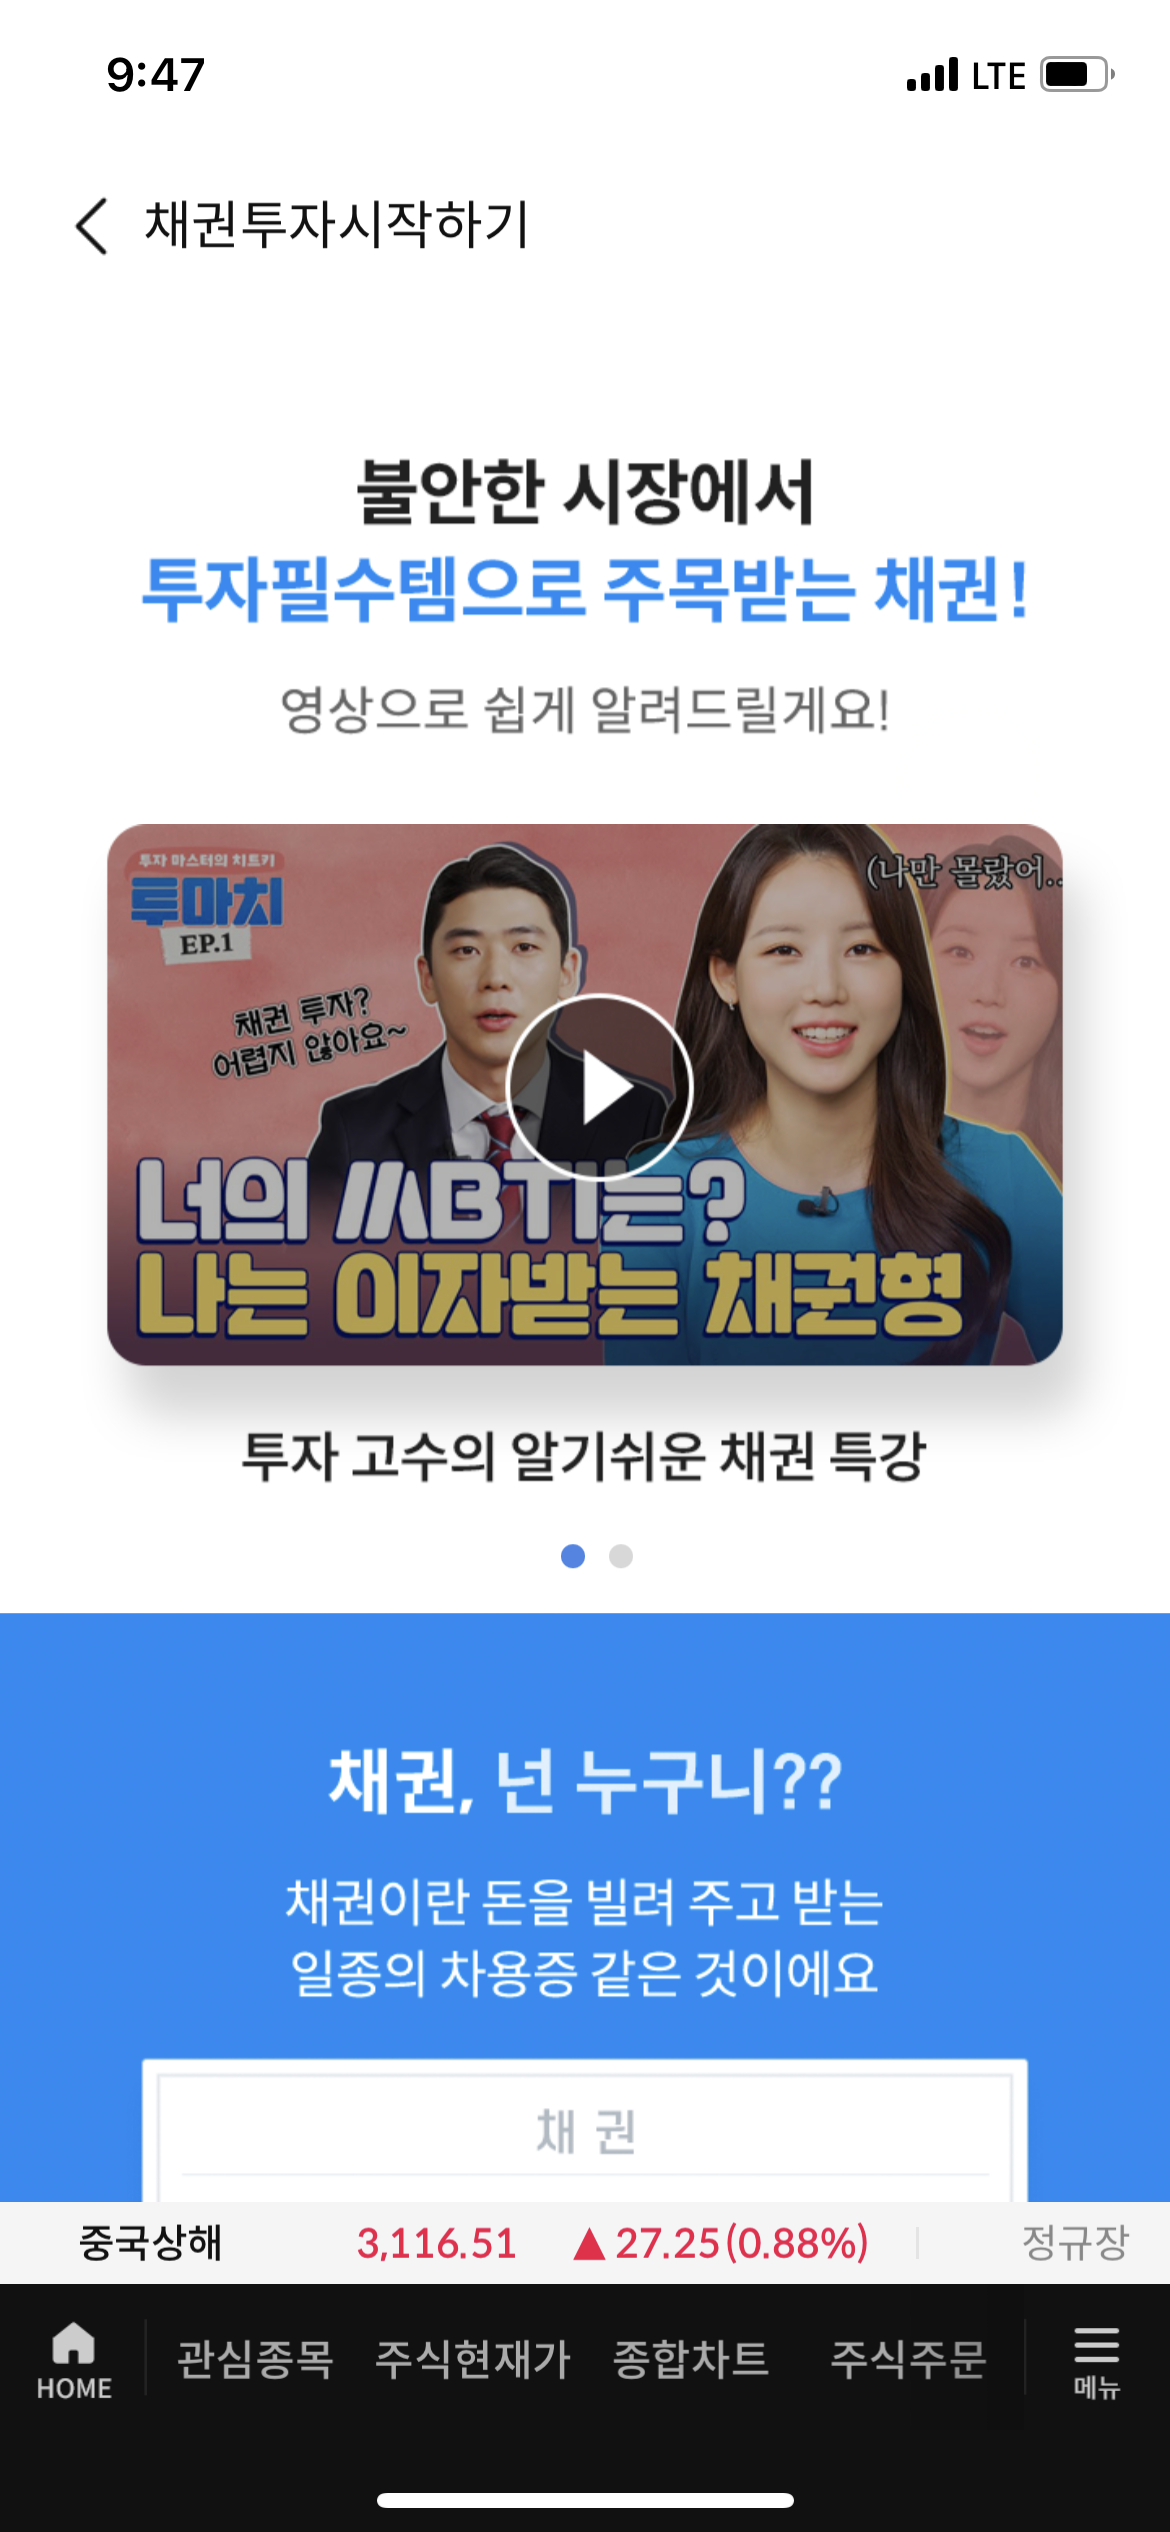 9:47
LTE
채권투자시작하기
불안한 시장에서
투자필수템으로 주목받는 채권!
영상으로 쉽게 알려드릴게요!
투자 마스터의 치트키
투마치
EP.1
(나만 몰랐어..
채권 투자?
어렵지 않아요~
너의 MBTI는?
나는 이자받는 채권형
투자 고수의 알기쉬운 채권 특강
채권, 넌 누구니??
채권이란 돈을 빌려 주고 받는
일종의 차용증 같은 것이에요
채 권
중국상해 3,116.51 ▲27.25(0.88%) 정규장
HOME 관심종목 주식현재가 종합차트 주식주문 메뉴